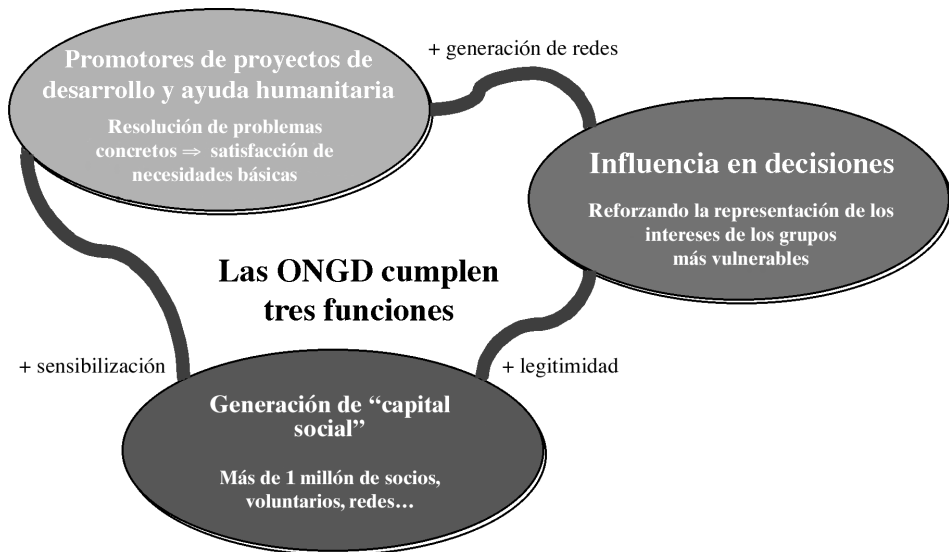 Promotores de proyectos de
desarrollo y ayuda humanitaria
Resolución de problemas
concretos ⇒ satisfacción de
necesidades básicas
+ generación de redes
Influencia en decisiones
Reforzando la representación de los
intereses de los grupos
más vulnerables
Las ONGD cumplen
tres funciones
+ sensibilización
+ legitimidad
Generación de “capital
social”
Más de 1 millón de socios,
voluntarios, redes…